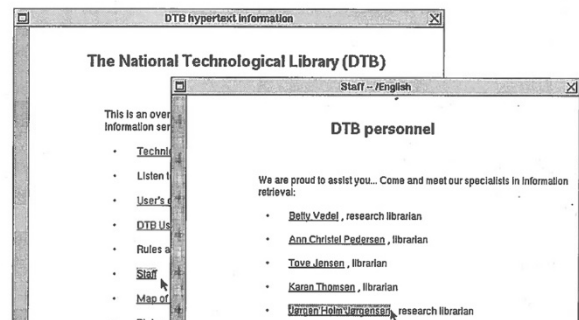 DTB hypertext information
The National Technological Library (DTB)
This is an over
information ser
Techni
Listen t
User's
DTB Us
Rules a
Staff
Map of
Staff -- /English
DTB personnel
We are proud to assist you... Come and meet our specialists in information
retrieval:
Betty Vedel , research librarian
Ann Christel Pedersen , librarian
Tove Jensen , librarian
Karen Thomsen , librarian
Jørgen Holm Jørgensen, research librarian